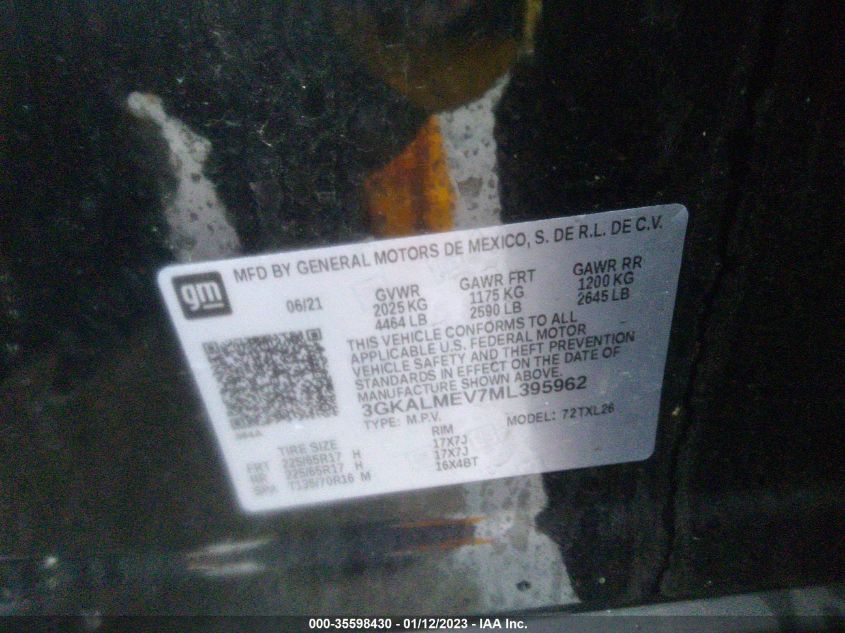 gm
MFD BY GENERAL MOTORS DE MEXICO, S. DE R.L. DE C.V.
06/21 GVWR GAWR FRT GAWR RR
2025 KG 1175 KG 1200 KG
4464 LB 2590 LB 2645 LB
THIS VEHICLE CONFORMS TO ALL
APPLICABLE U.S. FEDERAL MOTOR
VEHICLE SAFETY AND THEFT PREVENTION
STANDARDS IN EFFECT ON THE DATE OF
MANUFACTURE SHOWN ABOVE.
3GKALMEV7ML395962
TYPE: M.P.V. MODEL: 72TXL26
TIRE SIZE RIM
FRT 225/65R17 H 17X7J
RR 225/65R17 H 17X7J
SPA T135/70R16 M 16X4BT
000-35598430 - 01/12/2023 - IAA Inc.